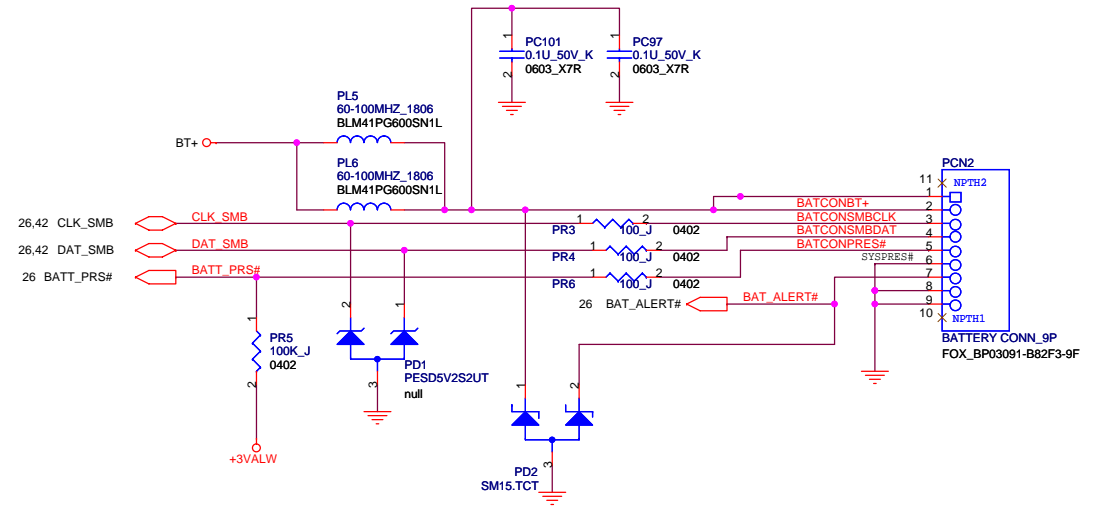 PC101
0.1U_50V_K
0603_X7R
1
2
PC97
0.1U_50V_K
0603_X7R
1
2
PL5
60-100MHZ_1806
BLM41PG600SN1L
BT+
PL6
60-100MHZ_1806
BLM41PG600SN1L
PCN2
11
NPTH2
1
BATCONBT+
2
26,42 CLK_SMB
CLK_SMB
1
2
PR3
100_J
0402
BATCONSMBCLK
3
26,42 DAT_SMB
DAT_SMB
1
2
PR4
100_J
0402
BATCONSMBDAT
4
26 BATT_PRS#
BATT_PRS#
1
2
PR6
100_J
0402
BATCONPRES#
5
SYSPRES#
6
7
8
9
10
NPTH1
26 BAT_ALERT#
BAT_ALERT#
BATTERY CONN_9P
FOX_BP03091-B82F3-9F
1
PR5
100K_J
0402
2
+3VALW
2
1
PD1
PESD5V2S2UT
null
3
1
2
PD2
SM15.TCT
3